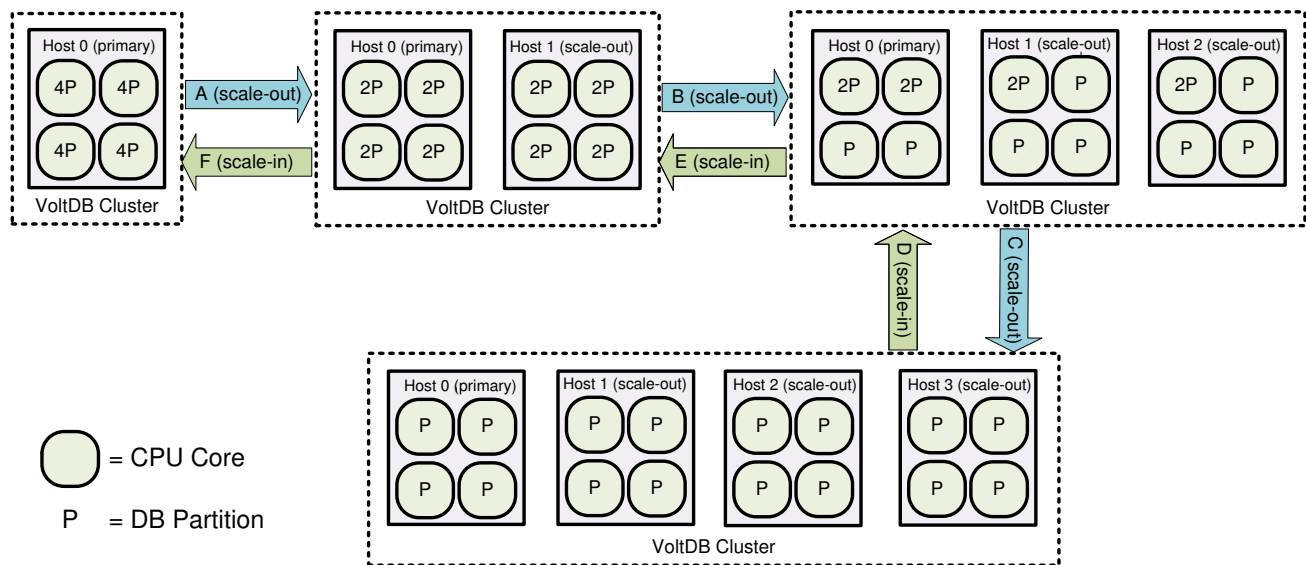 Host 0 (primary)
4P 4P
4P 4P
VoltDB Cluster
A (scale-out)
F (scale-in)
Host 0 (primary)
2P 2P
2P 2P
Host 1 (scale-out)
2P 2P
2P 2P
VoltDB Cluster
B (scale-out)
E (scale-in)
Host 0 (primary)
2P 2P
P P
Host 1 (scale-out)
2P P
P P
Host 2 (scale-out)
2P P
P P
VoltDB Cluster
D (scale-in)
C (scale-out)
Host 0 (primary)
P P
P P
Host 1 (scale-out)
P P
P P
Host 2 (scale-out)
P P
P P
Host 3 (scale-out)
P P
P P
VoltDB Cluster
= CPU Core
P = DB Partition